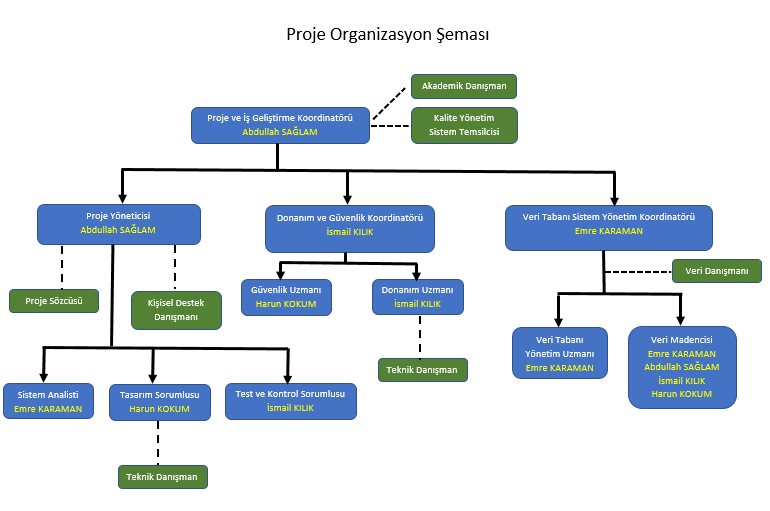 Proje Organizasyon Şeması
Akademik Danışman
Proje ve İş Geliştirme Koordinatörü
Abdullah SAĞLAM
Kalite Yönetim
Sistem Temsilcisi
Proje Yöneticisi
Abdullah SAĞLAM
Donanım ve Güvenlik Koordinatörü
İsmail KILIK
Veri Tabanı Sistem Yönetim Koordinatörü
Emre KARAMAN
Veri Danışmanı
Proje Sözcüsü
Kişisel Destek
Danışmanı
Güvenlik Uzmanı
Harun KOKUM
Donanım Uzmanı
İsmail KILIK
Veri Tabanı
Yönetim Uzmanı
Emre KARAMAN
Veri Madencisi
Emre KARAMAN
Abdullah SAĞLAM
İsmail KILIK
Harun KOKUM
Teknik Danışman
Sistem Analisti
Emre KARAMAN
Tasarım Sorumlusu
Harun KOKUM
Test ve Kontrol Sorumlusu
İsmail KILIK
Teknik Danışman